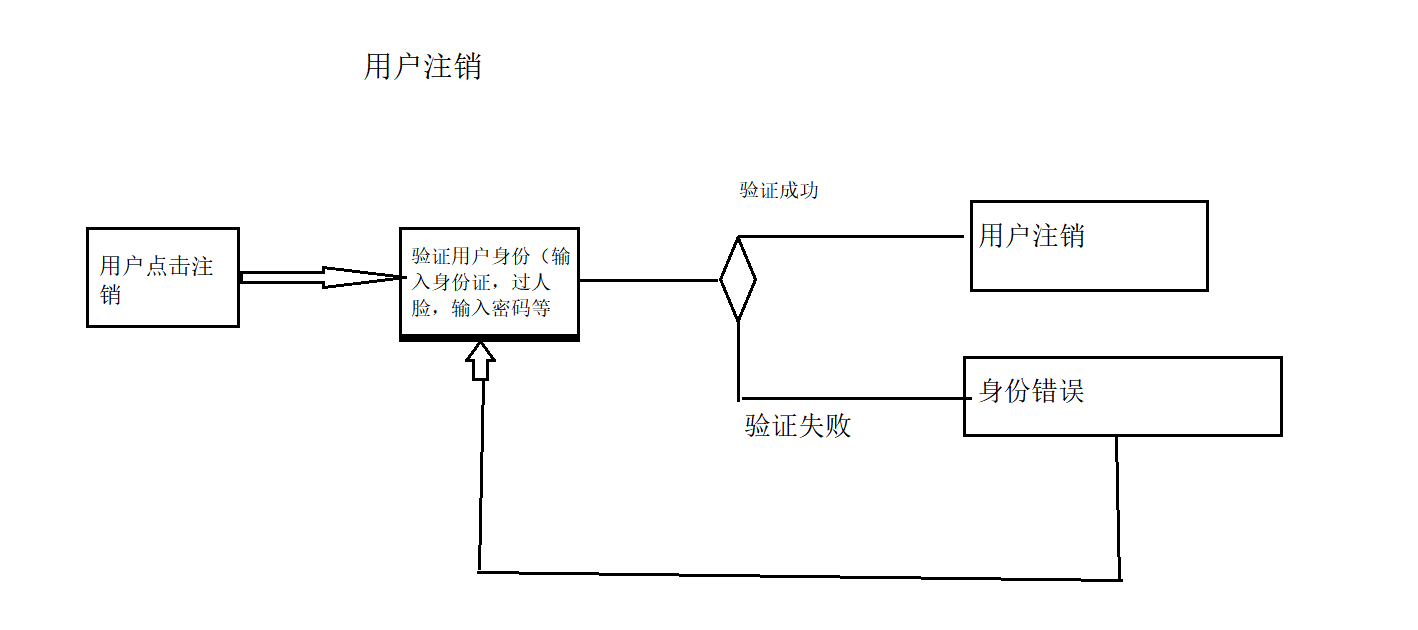 用户注销
用户点击注
销
验证用户身份（输
入身份证，过人
脸，输入密码等
验证成功
用户注销
身份错误
验证失败